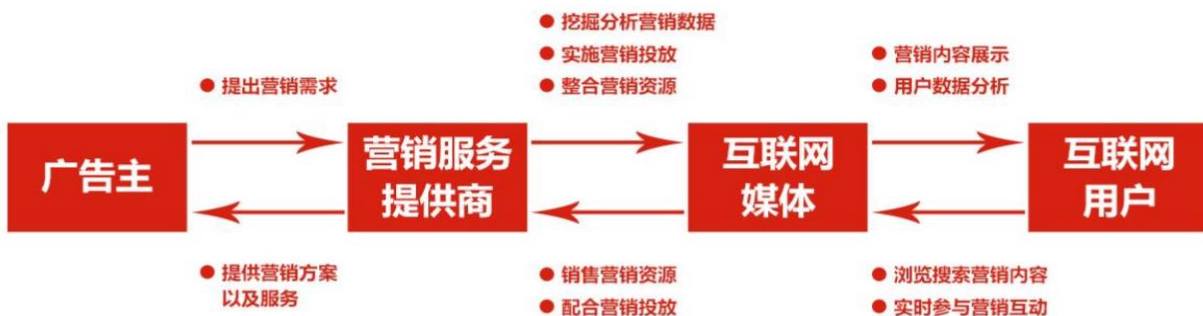 ● 挖掘分析营销数据
● 实施营销投放
● 整合营销资源
● 营销内容展示
● 用户数据分析
● 提出营销需求
广告主
营销服务
提供商
互联网
媒体
互联网
用户
● 提供营销方案
以及服务
● 销售营销资源
● 配合营销投放
● 浏览搜索营销内容
● 实时参与营销互动